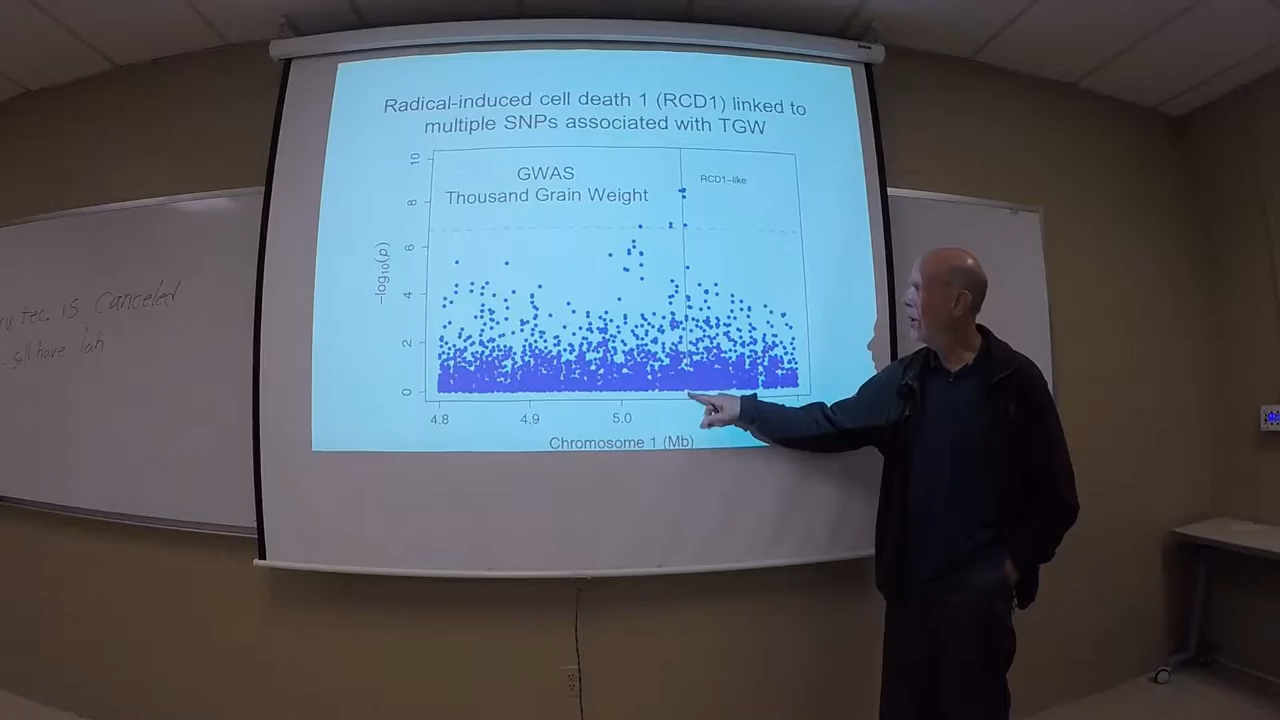 Radical-induced cell death 1 (RCD1) linked to
multiple SNPs associated with TGW
GWAS
Thousand Grain Weight
RCD1-like
10
8
6
4
2
0
-log10(p)
4.8
4.9
5.0
Chromosome 1 (Mb)
tec. is canceled
have lab